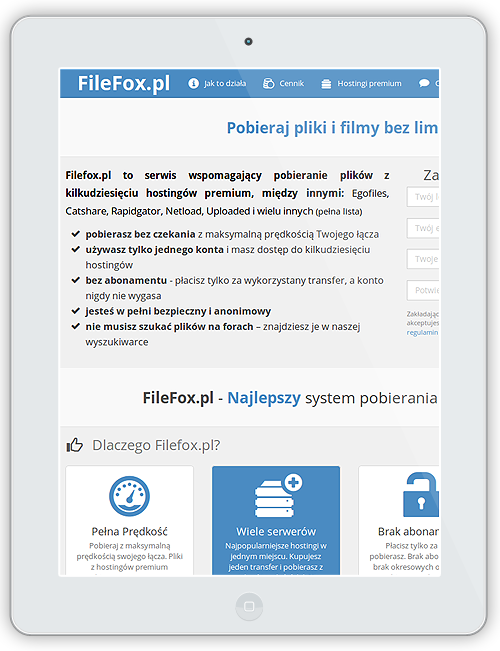 FileFox.pl Jak to działa Cennik Hostingi premium
Pobieraj pliki i filmy bez lim
Filefox.pl to serwis wspomagający pobieranie plików z
kilkudziesięciu hostingów premium, między innymi: Egofiles,
Catshare, Rapidgator, Netload, Uploaded i wielu innych (pełna lista)
pobierasz bez czekania z maksymalną prędkością Twojego łącza
używasz tylko jednego konta i masz dostęp do kilkudziesięciu
hostingów
bez abonamentu - płacisz tylko za wykorzystany transfer, a konto
nigdy nie wygasa
jesteś w pełni bezpieczny i anonimowy
nie musisz szukać plików na forach – znajdziesz je w naszej
wyszukiwarce
Za
Twój l
Twój e
Twoje
Potwie
Zakładając
akceptujes
regulamin
FileFox.pl - Najlepszy system pobierania
Dlaczego Filefox.pl?
Pełna Prędkość
Pobieraj z maksymalną
prędkością swojego łącza. Pliki
z hostingów premium
Wiele serwerów
Najpopularniejsze hostingi w
jednym miejscu. Kupujesz
jeden transfer i pobierasz z
Brak abonar
Płacisz tylko za
pobierasz. Brak abo
brak okresowych o